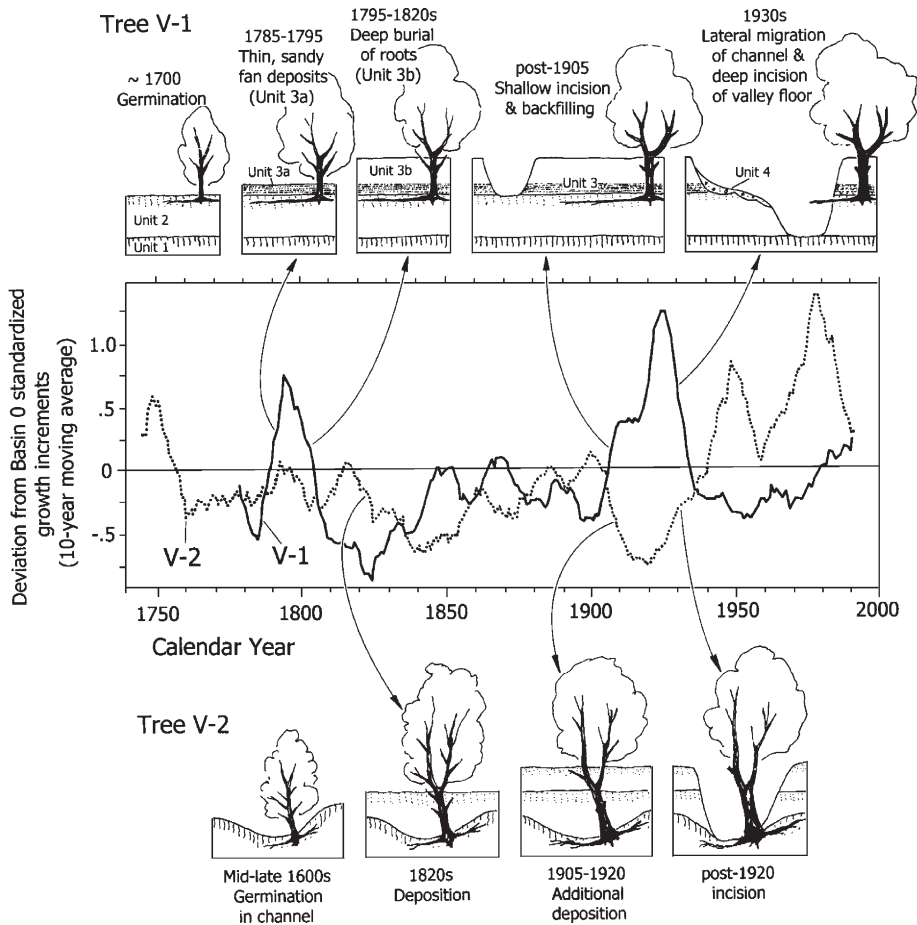 Tree V-1
~ 1700
Germination
1785-1795
Thin, sandy
fan deposits
(Unit 3a)
1795-1820s
Deep burial
of roots
(Unit 3b)
post-1905
Shallow incision
& backfilling
1930s
Lateral migration
of channel &
deep incision
of valley floor
Unit 2
Unit 1
Unit 3a
Unit 3b
Unit 3
Unit 4
Deviation from Basin 0 standardized
growth increments
(10-year moving average)
1.0
.5
0
-.5
V-2
V-1
1750
1800
1850
1900
1950
2000
Calendar Year
Tree V-2
Mid-late 1600s
Germination
in channel
1820s
Deposition
1905-1920
Additional
deposition
post-1920
incision